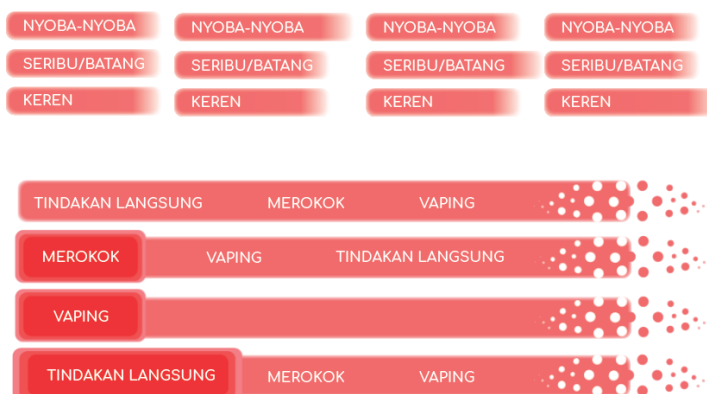 NYOBA-NYOBA NYOBA-NYOBA NYOBA-NYOBA NYOBA-NYOBA
SERIBU/BATANG SERIBU/BATANG SERIBU/BATANG SERIBU/BATANG
KEREN KEREN KEREN KEREN
TINDAKAN LANGSUNG MEROKOK VAPING
MEROKOK VAPING TINDAKAN LANGSUNG
VAPING
TINDAKAN LANGSUNG MEROKOK VAPING